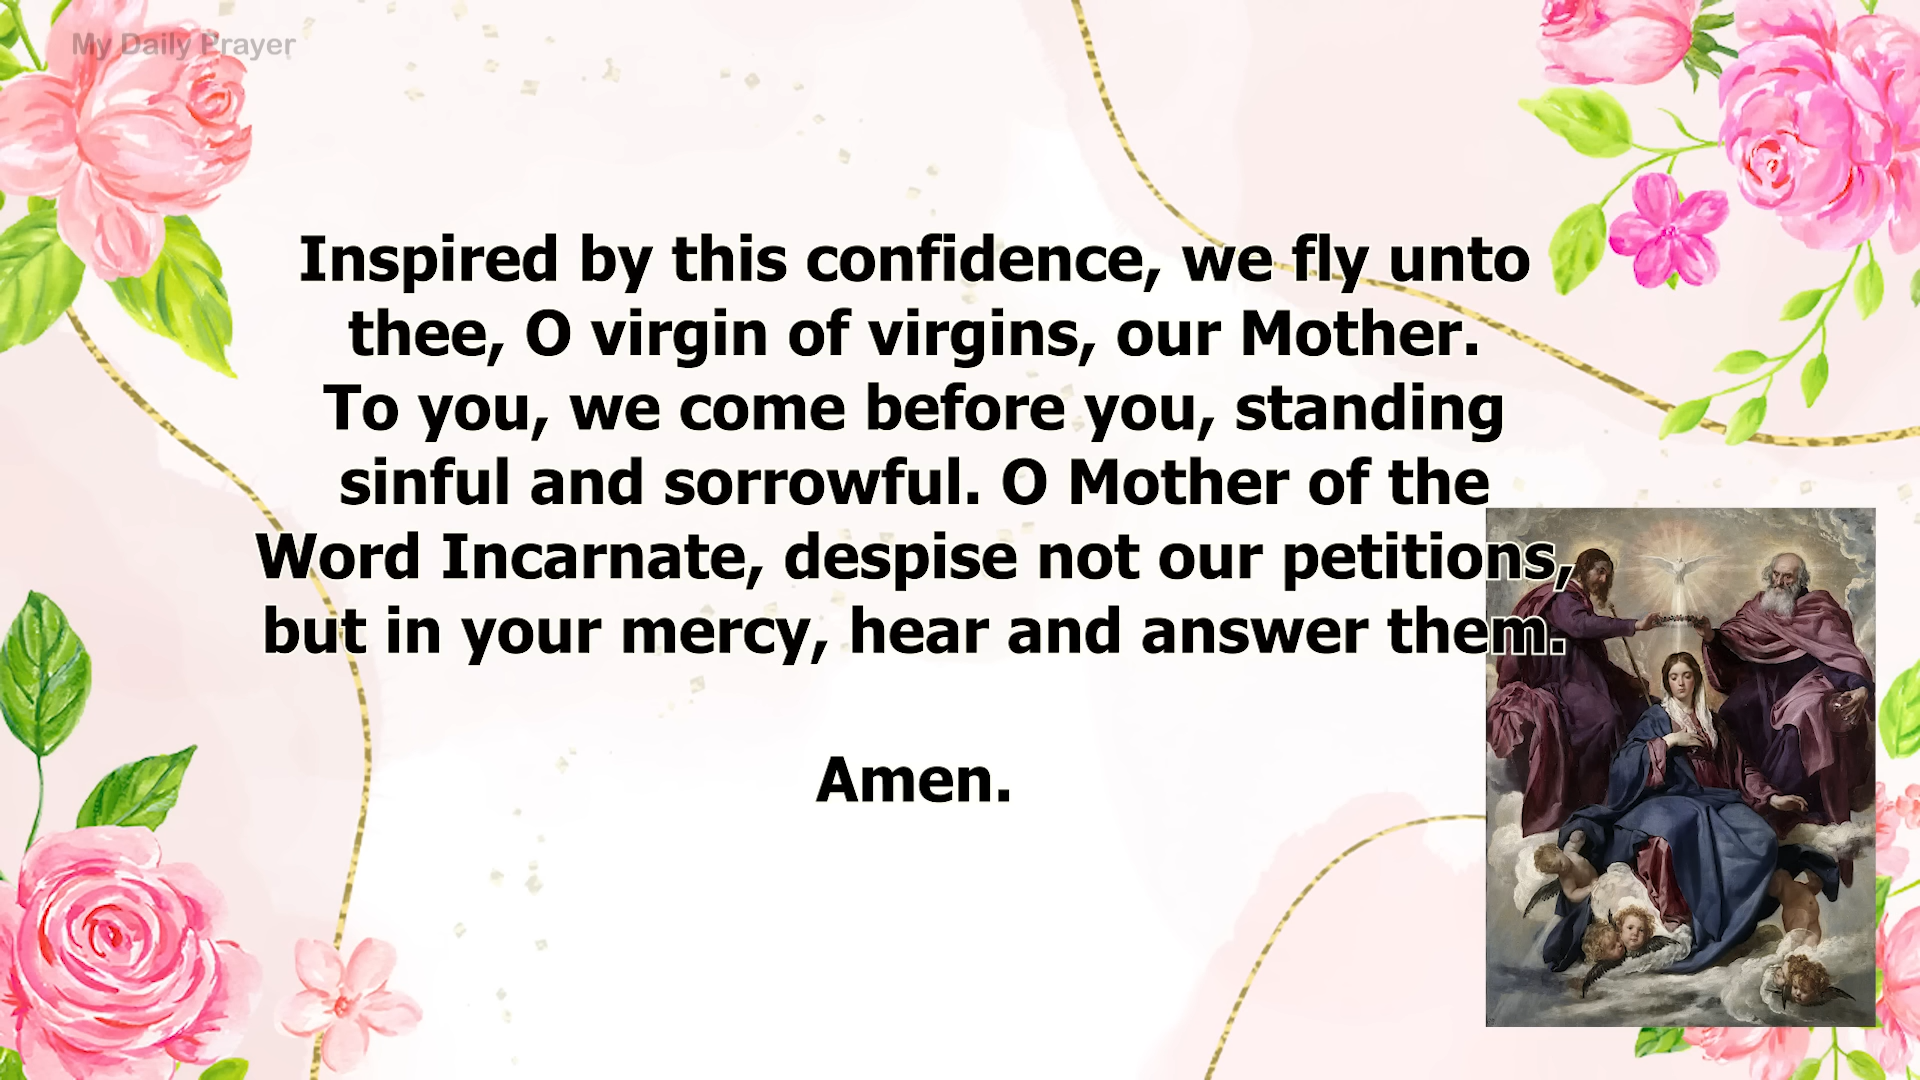 My Daily Prayer
Inspired by this confidence, we fly unto
thee, O virgin of virgins, our Mother.
To you, we come before you, standing
sinful and sorrowful. O Mother of the
Word Incarnate, despise not our petitions,
but in your mercy, hear and answer them.
Amen.